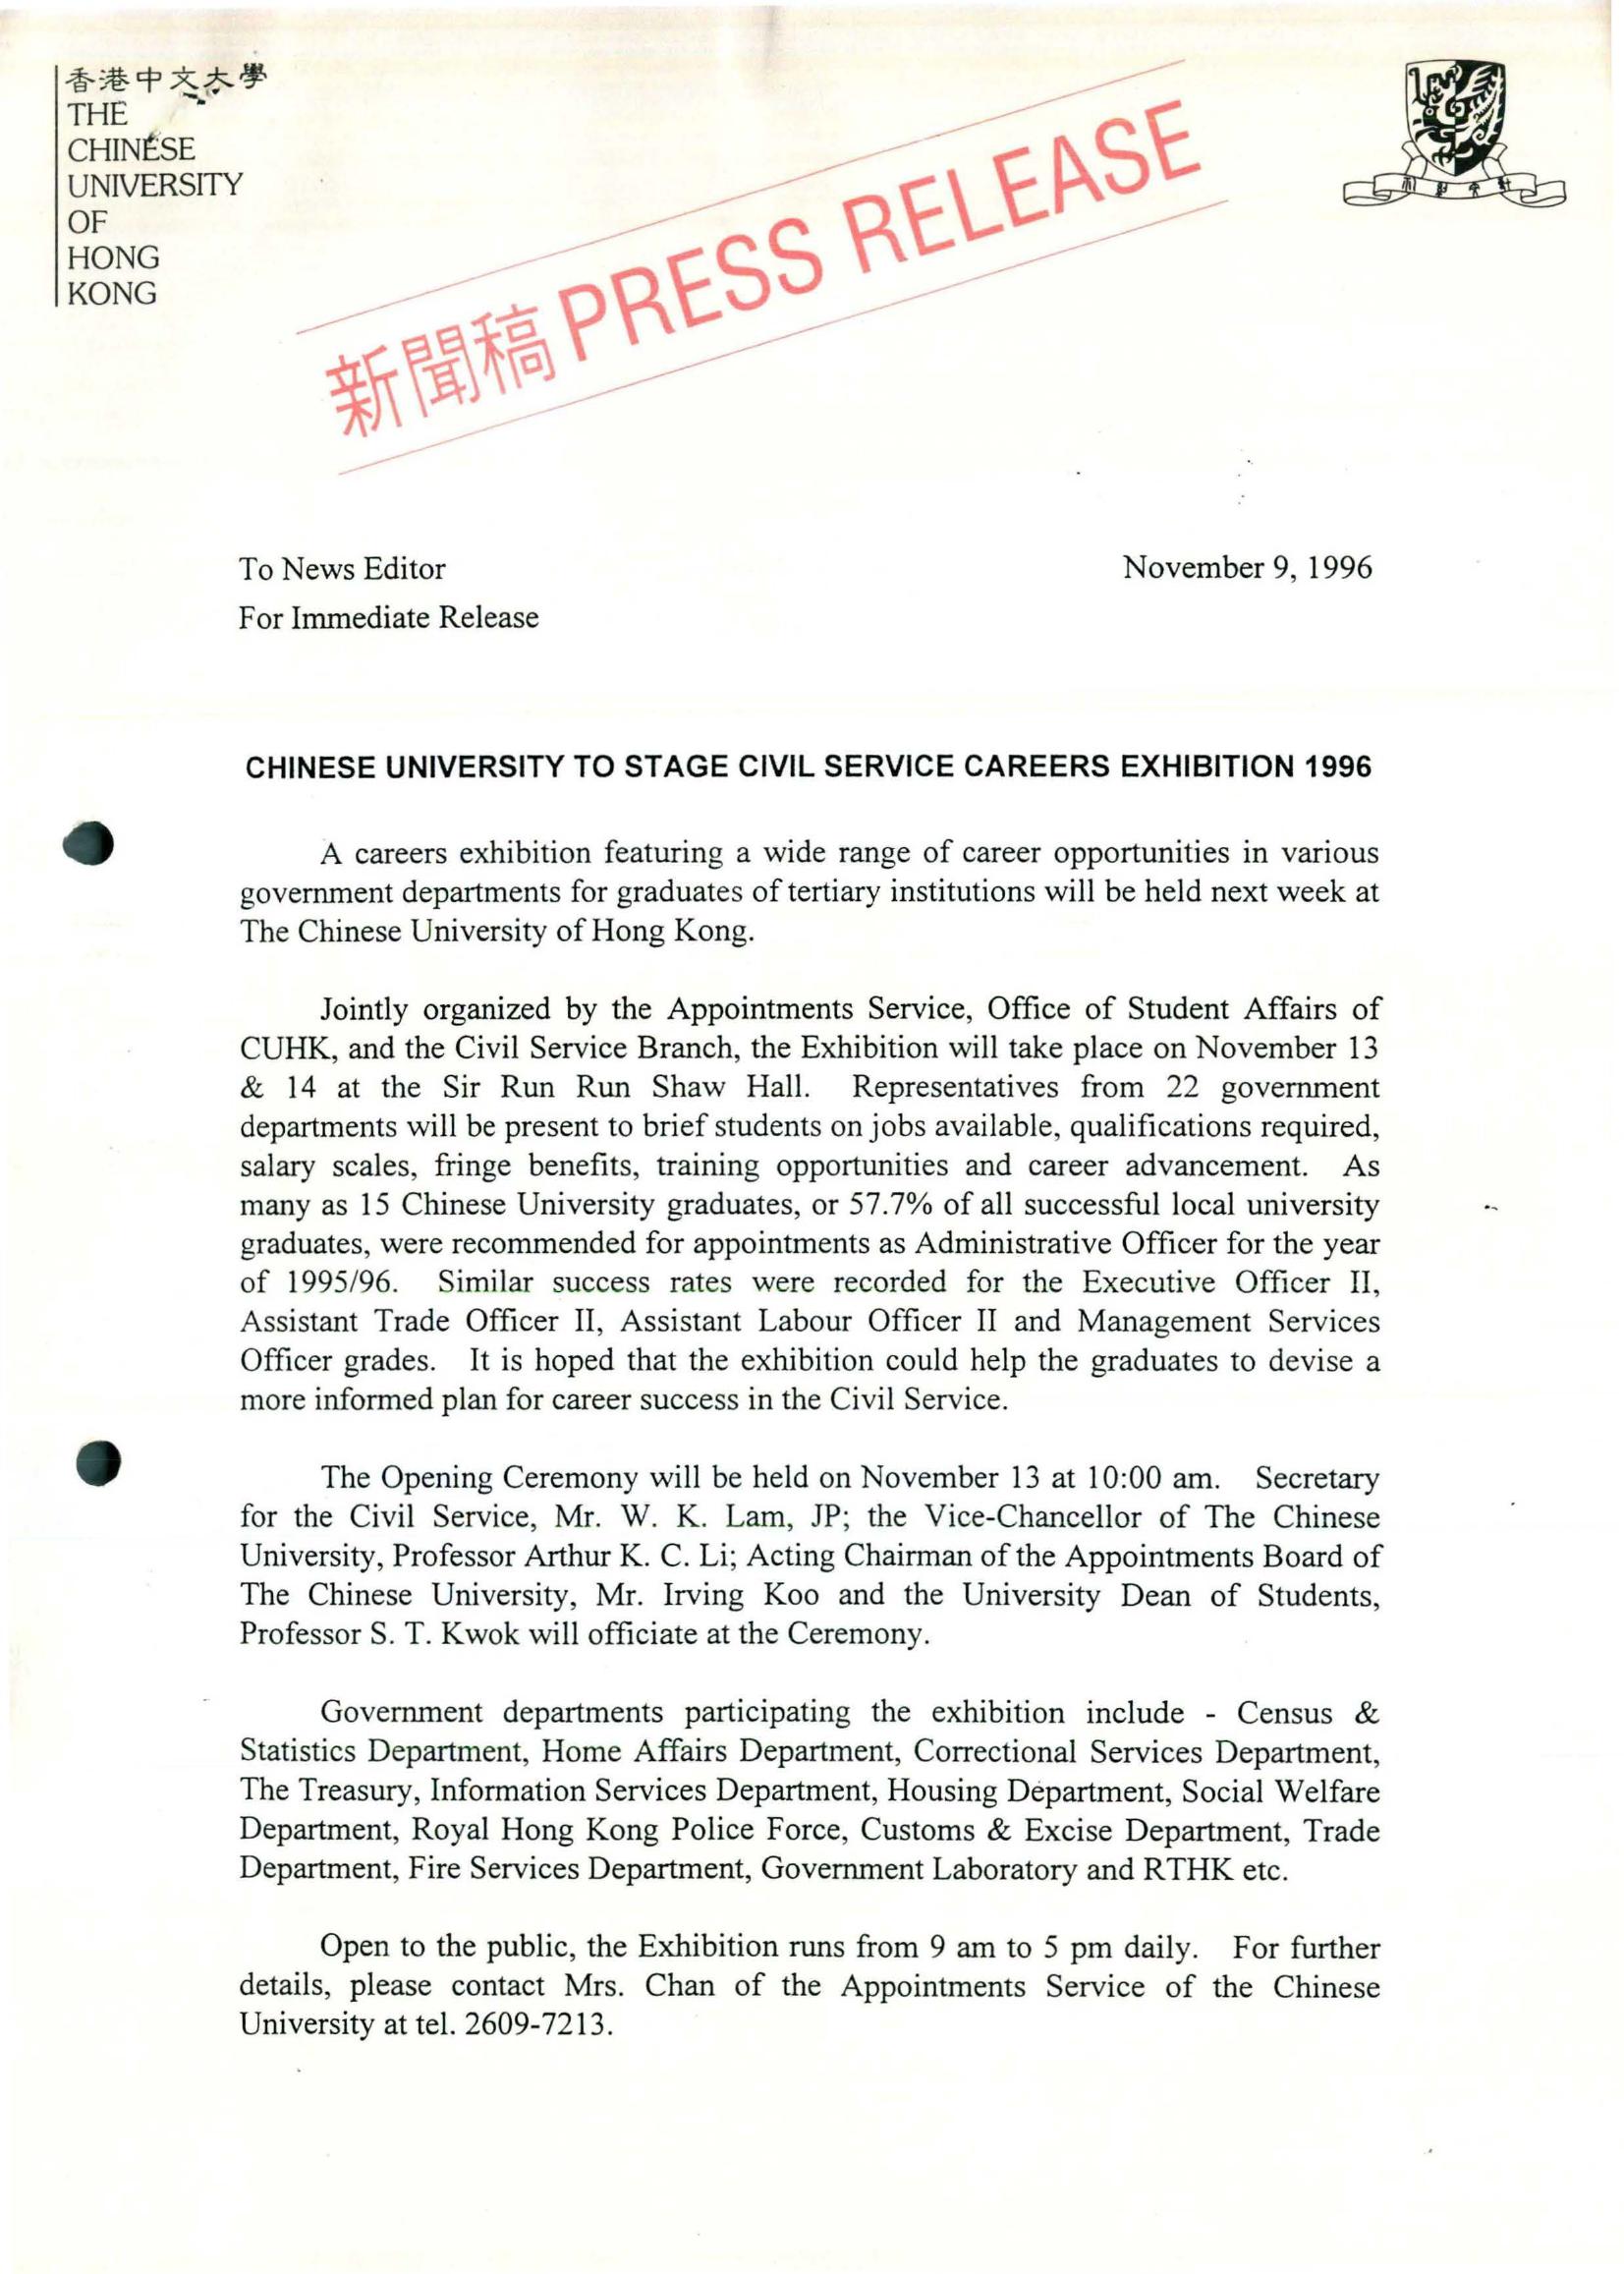 香港中文大學
THE
CHINESE
UNIVERSITY
OF
HONG
KONG
新聞稿 PRESS RELEASE
To News Editor
November 9, 1996
For Immediate Release
CHINESE UNIVERSITY TO STAGE CIVIL SERVICE CAREERS EXHIBITION 1996
A careers exhibition featuring a wide range of career opportunities in various
government departments for graduates of tertiary institutions will be held next week at
The Chinese University of Hong Kong.
Jointly organized by the Appointments Service, Office of Student Affairs of
CUHK, and the Civil Service Branch, the Exhibition will take place on November 13
& 14 at the Sir Run Run Shaw Hall. Representatives from 22 government
departments will be present to brief students on jobs available, qualifications required,
salary scales, fringe benefits, training opportunities and career advancement. As
many as 15 Chinese University graduates, or 57.7% of all successful local university
graduates, were recommended for appointments as Administrative Officer for the year
of 1995/96. Similar success rates were recorded for the Executive Officer II,
Assistant Trade Officer II, Assistant Labour Officer II and Management Services
Officer grades. It is hoped that the exhibition could help the graduates to devise a
more informed plan for career success in the Civil Service.
The Opening Ceremony will be held on November 13 at 10:00 am. Secretary
for the Civil Service, Mr. W. K. Lam, JP; the Vice-Chancellor of The Chinese
University, Professor Arthur K. C. Li; Acting Chairman of the Appointments Board of
The Chinese University, Mr. Irving Koo and the University Dean of Students,
Professor S. T. Kwok will officiate at the Ceremony.
Government departments participating the exhibition include - Census &
Statistics Department, Home Affairs Department, Correctional Services Department,
The Treasury, Information Services Department, Housing Department, Social Welfare
Department, Royal Hong Kong Police Force, Customs & Excise Department, Trade
Department, Fire Services Department, Government Laboratory and RTHK etc.
Open to the public, the Exhibition runs from 9 am to 5 pm daily. For further
details, please contact Mrs. Chan of the Appointments Service of the Chinese
University at tel. 2609-7213.